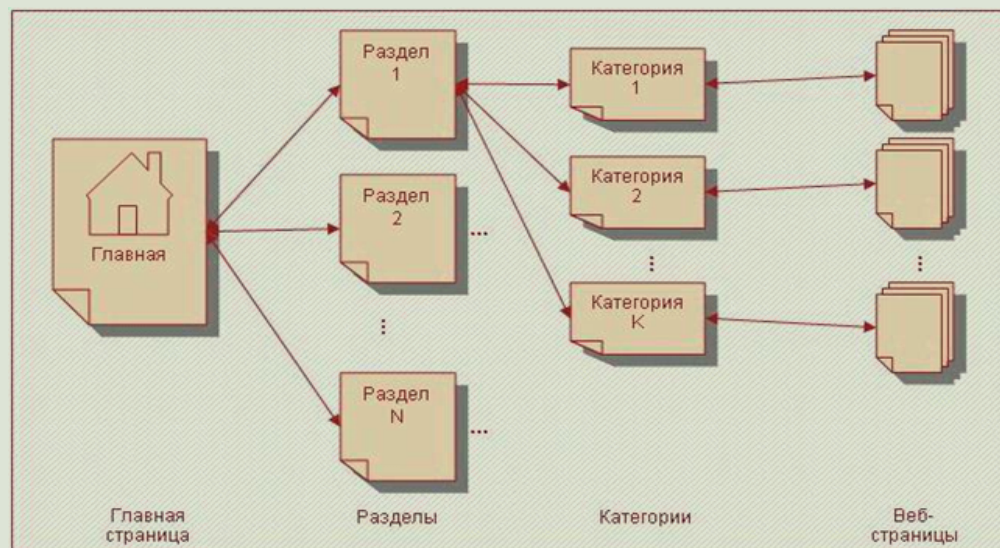 Главная
Раздел
1
Раздел
2
...
...
Раздел
N
...
Категория
1
Категория
2
...
Категория
K
...
Главная
страница
Разделы
Категории
Веб-
страницы